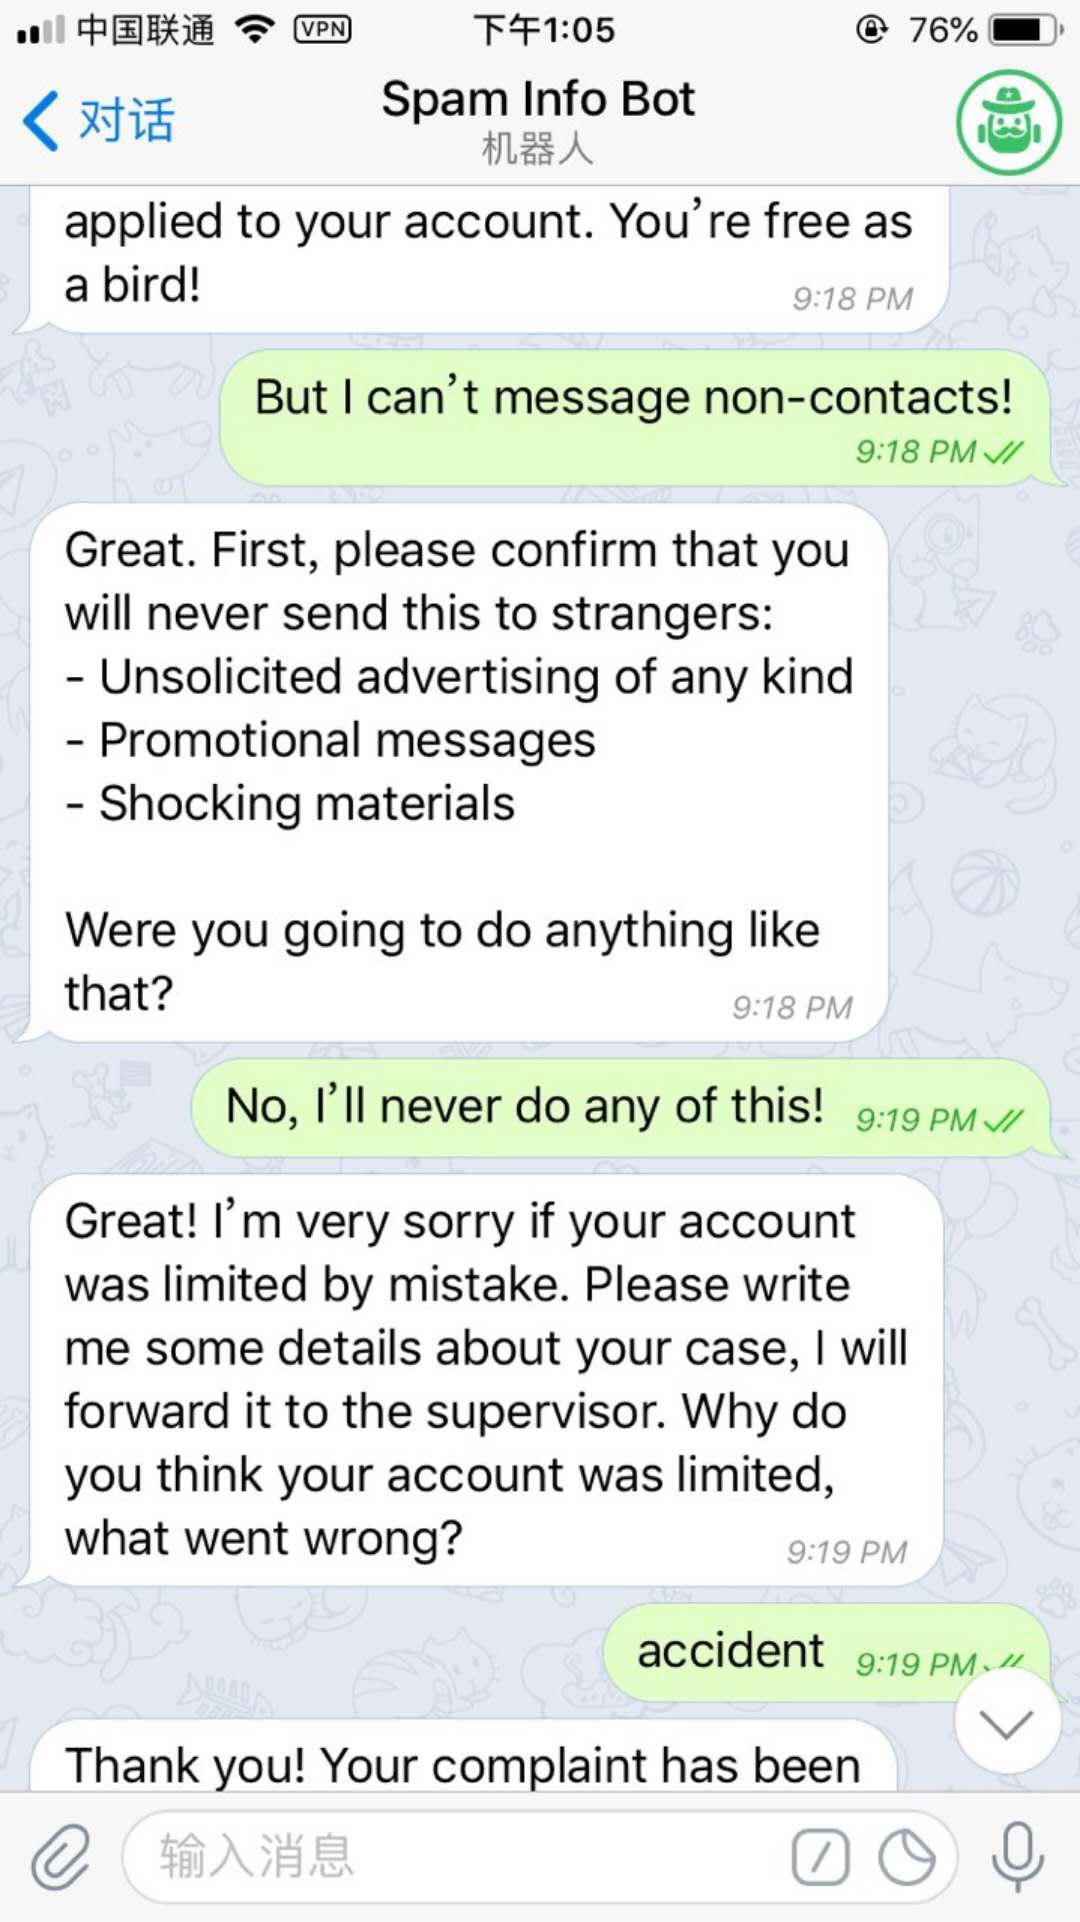 中国联通 VPN 下午1:05 76%
对话 Spam Info Bot
机器人
applied to your account. You’re free as
a bird! 9:18 PM
But I can’t message non-contacts!
9:18 PM
Great. First, please confirm that you
will never send this to strangers:
- Unsolicited advertising of any kind
- Promotional messages
- Shocking materials
Were you going to do anything like
that? 9:18 PM
No, I’ll never do any of this! 9:19 PM
Great! I’m very sorry if your account
was limited by mistake. Please write
me some details about your case, I will
forward it to the supervisor. Why do
you think your account was limited,
what went wrong? 9:19 PM
accident 9:19 PM
Thank you! Your complaint has been
输入消息